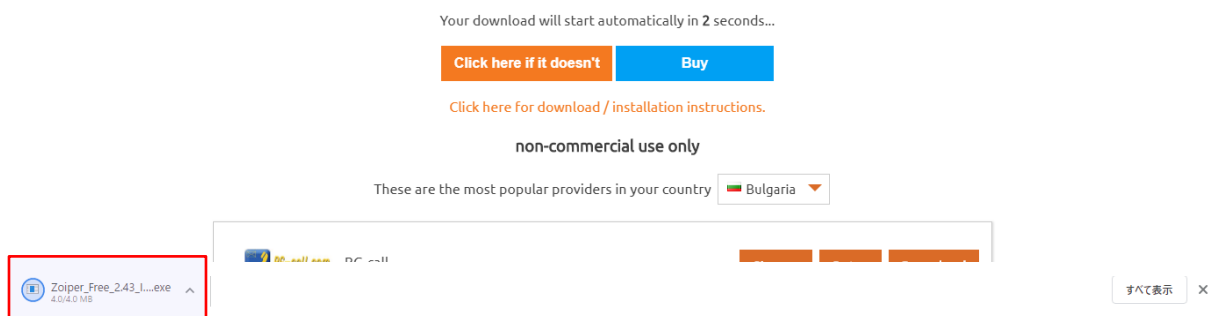 Your download will start automatically in 2 seconds...
Click here if it doesn't Buy
Click here for download / installation instructions.
non-commercial use only
These are the most popular providers in your country Bulgaria
PC-call
Zoiper_Free_2.43_I....exe
4.0/4.0 MB
すべて表示